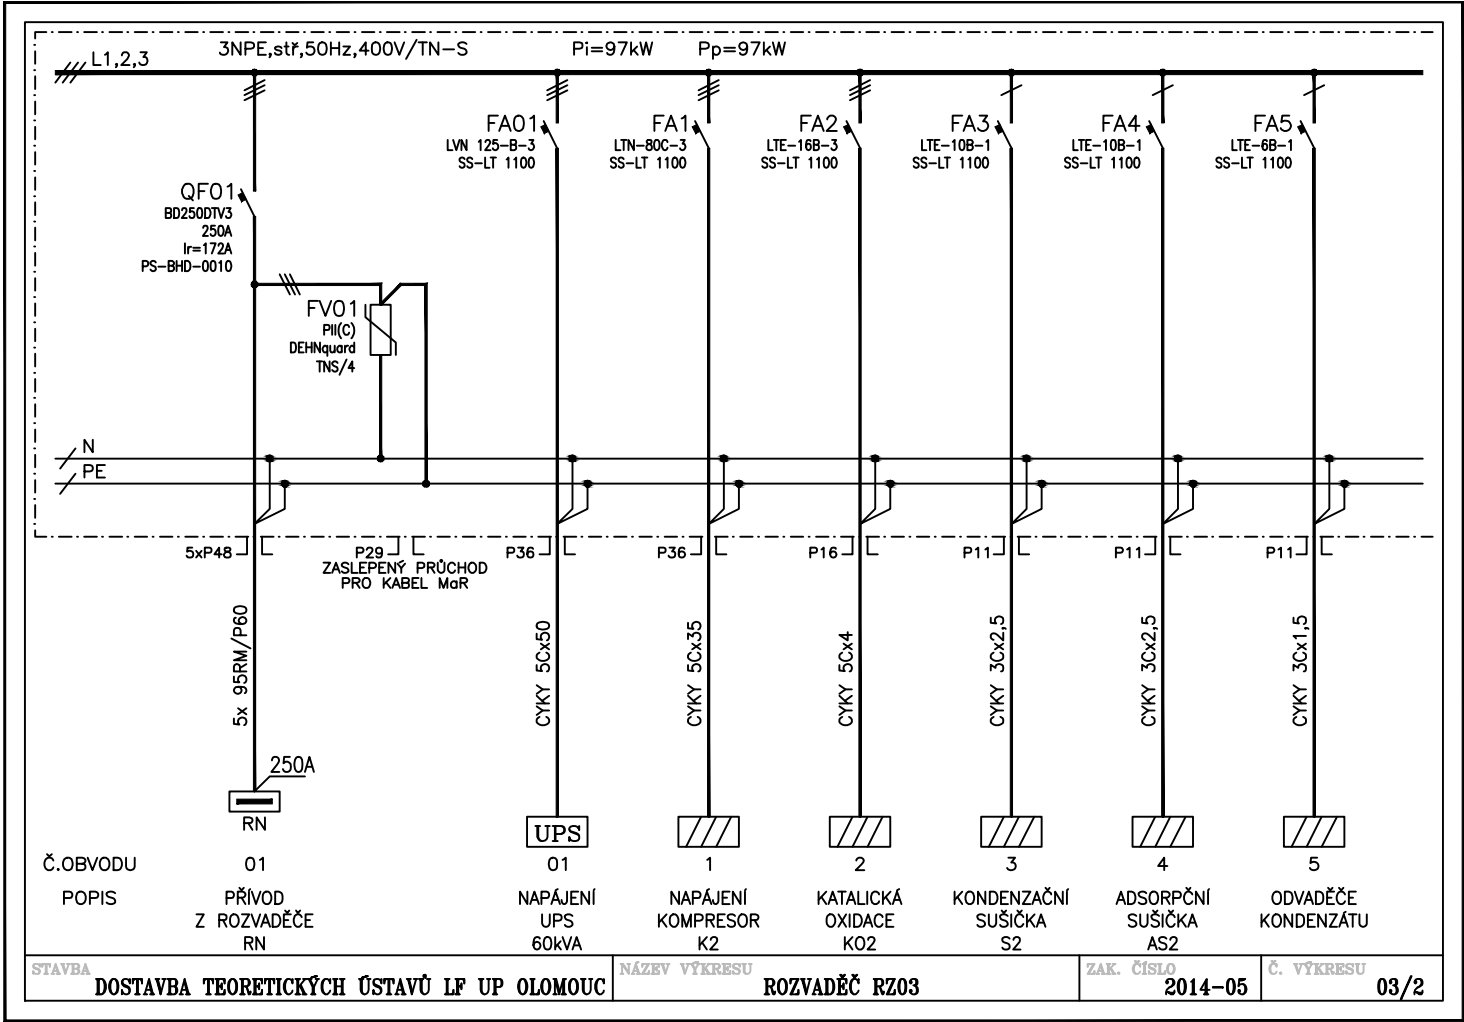 3NPE,stř,50Hz,400V/TN-S Pi=97kW Pp=97kW
L1,2,3
FA01 FA1 FA2 FA3 FA4 FA5
LVN 125-B-3 LTN-80C-3 LTE-16B-3 LTE-10B-1 LTE-10B-1 LTE-6B-1
SS-LT 1100 SS-LT 1100 SS-LT 1100 SS-LT 1100 SS-LT 1100 SS-LT 1100
QF01
BD250DTV3
250A
Ir=172A
PS-BHD-0010
FV01
PII(C)
DEHNquard
TNS/4
N
PE
5xP48 P29 P36 P36 P16 P11 P11 P11
ZASLEPENÝ PRŮCHOD
PRO KABEL MaR
5x 95RM/P60
CYKY 5Cx50
CYKY 5Cx35
CYKY 5Cx4
CYKY 3Cx2,5
CYKY 3Cx2,5
CYKY 3Cx1,5
250A
RN
UPS
Č.OBVODU 01 01 1 2 3 4 5
POPIS PŘÍVOD NAPÁJENÍ NAPÁJENÍ KATALICKÁ KONDENZAČNÍ ADSORPČNÍ ODVADĚČE
Z ROZVADĚČE UPS KOMPRESOR OXIDACE SUŠIČKA SUŠIČKA KONDENZÁTU
RN 60kVA K2 KO2 S2 AS2
STAVBA NÁZEV VÝKRESU ZAK. ČÍSLO Č. VÝKRESU
DOSTAVBA TEORETICKÝCH ÚSTAVŮ LF UP OLOMOUC ROZVADĚČ RZ03 2014-05 03/2